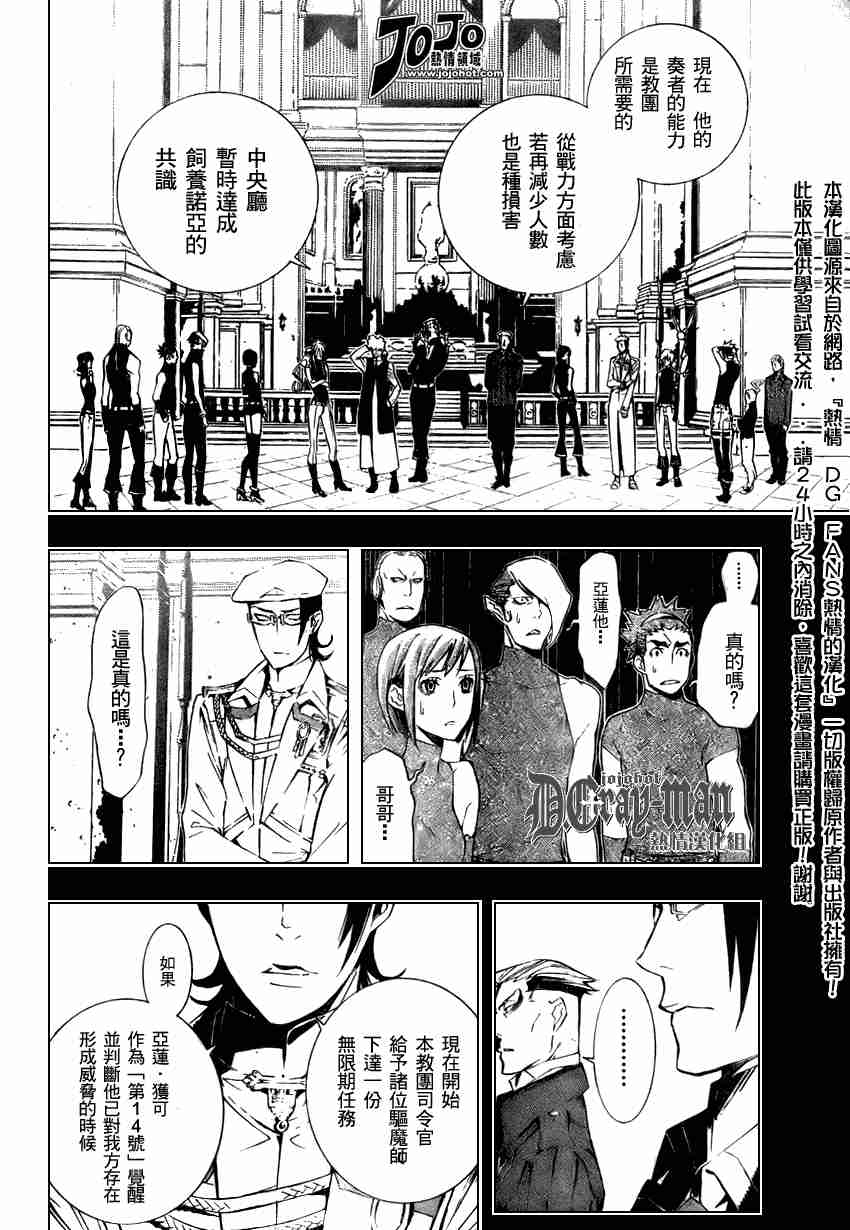 JOJO
熱情領域
www.jojohot.com
現在 他的
奏者的能力
是教團
所需要的
從戰力方面考慮
若再減少人數
也是種損害
中央廳
暫時達成
飼養諾亞的
共識
……
真的嗎?
亞蓮他…
哥哥…
這是真的嗎…?
jojohot
D.Gray-man
熱情漢化組
………
現在開始
本教團司令官
給予諸位驅魔師
下達一份
無限期任務
如果
亞蓮·獲可
作為「第14號」覺醒
並判斷他已對我方存在
形成威脅的時候
本漢化圖源來自於網路,『熱情 DG FANS熱情的漢化』一切版權歸原作者與出版社擁有!
此版本僅供學習試看交流...請24小時之內消除,喜歡這套漫畫請購買正版!謝謝